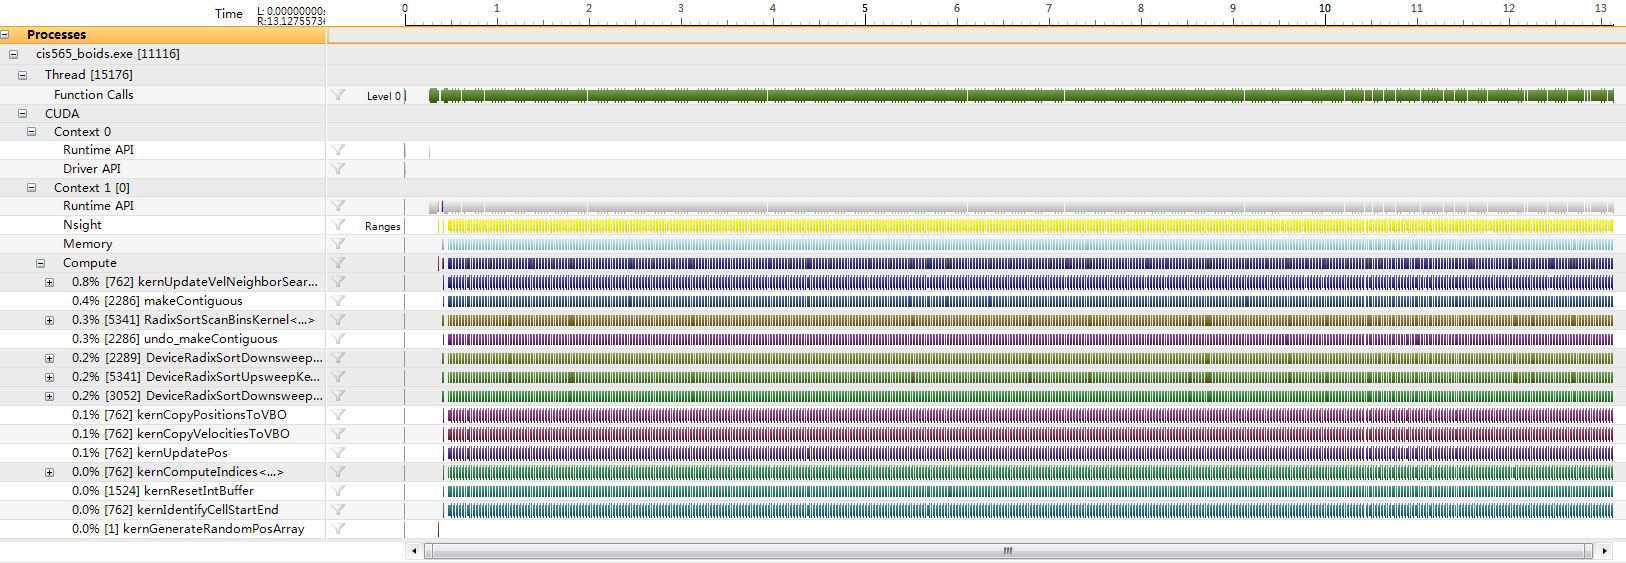 Time L: 0.00000000s 0 1 2 3 4 5 6 7 8 9 10 11 12 13
R:13.1275573
Processes
cis565_boids.exe [11116]
Thread [15176]
Function Calls Level 0
CUDA
Context 0
Runtime API
Driver API
Context 1 [0]
Runtime API
Nsight Ranges
Memory
Compute
0.8% [762] kernUpdateVelNeighborSear...
0.4% [2286] makeContiguous
0.3% [5341] RadixSortScanBinsKernel<...>
0.3% [2286] undo_makeContiguous
0.2% [2289] DeviceRadixSortDownsweep...
0.2% [5341] DeviceRadixSortUpsweepKe...
0.2% [3052] DeviceRadixSortDownsweep...
0.1% [762] kernCopyPositionsToVBO
0.1% [762] kernCopyVelocitiesToVBO
0.1% [762] kernUpdatePos
0.0% [762] kernComputeIndices<...>
0.0% [1524] kernResetIntBuffer
0.0% [762] kernIdentifyCellStartEnd
0.0% [1] kernGenerateRandomPosArray